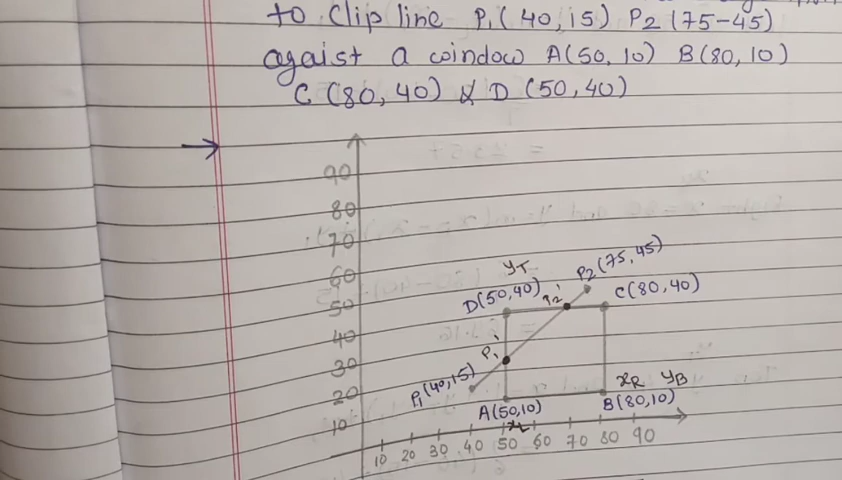 to clip line P1(40,15) P2(75-45)
agaist a window A(50,10) B(80,10)
C(80,40) & D(50,40)
90
80
70
60
50
40
30
20
10
yT
P2(75,45)
D(50,40)
C(80,40)
P1'
P1(40,15)
xR yB
A(50,10)
B(80,10)
xL
10 20 30 40 50 60 70 80 90